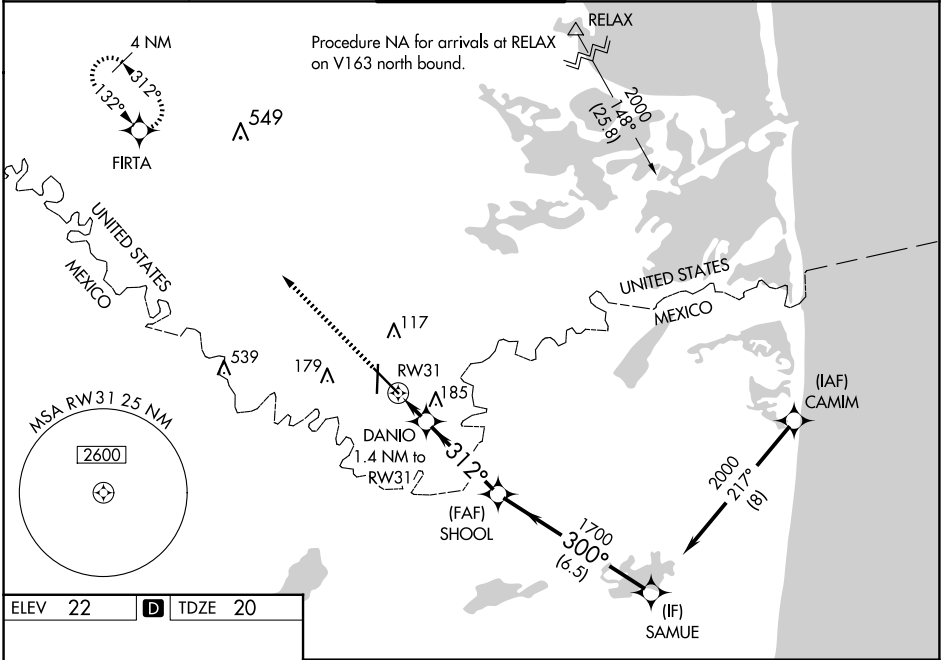 4 NM
312°
132°
FIRTA
549
Procedure NA for arrivals at RELAX
on V163 north bound.
RELAX
2000
148°
(25.8)
UNITED STATES
MEXICO
UNITED STATES
MEXICO
117
539
179
RW31
185
DANIO
1.4 NM to
RW31
312°
(FAF)
SHOOL
1700
300°
(6.5)
(IF)
SAMUE
(IAF)
CAMIM
2000
217°
(8)
MSA RW31 25 NM
2600
ELEV 22 D TDZE 20